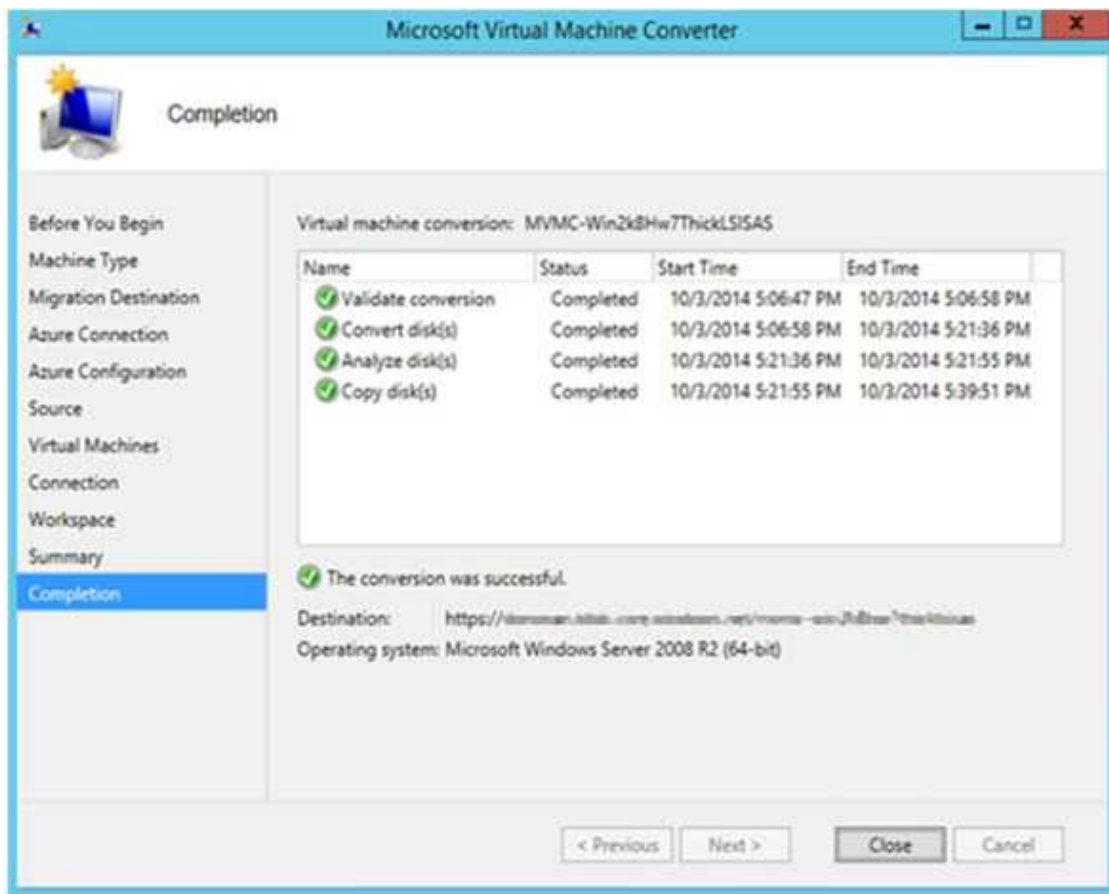 Microsoft Virtual Machine Converter
Completion
Before You Begin
Machine Type
Migration Destination
Azure Connection
Azure Configuration
Source
Virtual Machines
Connection
Workspace
Summary
Completion
Virtual machine conversion: MVMC-Win2k8Hw7ThickLSISAS
Name Status Start Time End Time
Validate conversion Completed 10/3/2014 5:06:47 PM 10/3/2014 5:06:58 PM
Convert disk(s) Completed 10/3/2014 5:06:58 PM 10/3/2014 5:21:36 PM
Analyze disk(s) Completed 10/3/2014 5:21:36 PM 10/3/2014 5:21:55 PM
Copy disk(s) Completed 10/3/2014 5:21:55 PM 10/3/2014 5:39:51 PM
The conversion was successful.
Destination: https://
Operating system: Microsoft Windows Server 2008 R2 (64-bit)
< Previous Next > Close Cancel